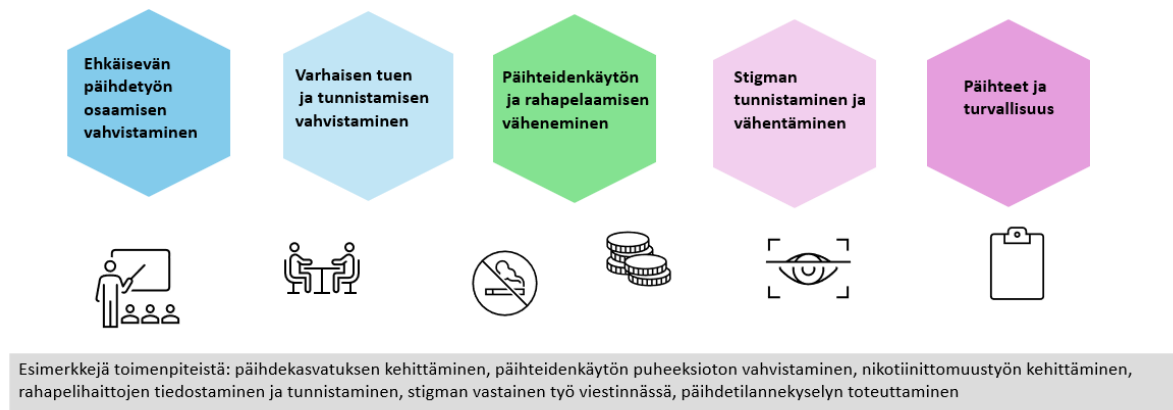 Ehkäisevän
päihdetyön
osaamisen
vahvistaminen
Varhaisen tuen
ja tunnistamisen
vahvistaminen
Päihteidenkäytön
ja rahapelaamisen
väheneminen
Stigman
tunnistaminen ja
vähentäminen
Päihteet ja
turvallisuus
Esimerkkejä toimenpiteistä: päihdekasvatuksen kehittäminen, päihteidenkäytön puheeksioton vahvistaminen, nikotiinittomuustyön kehittäminen,
rahapelihaittojen tiedostaminen ja tunnistaminen, stigman vastainen työ viestinnässä, päihdetilannekyselyn toteuttaminen